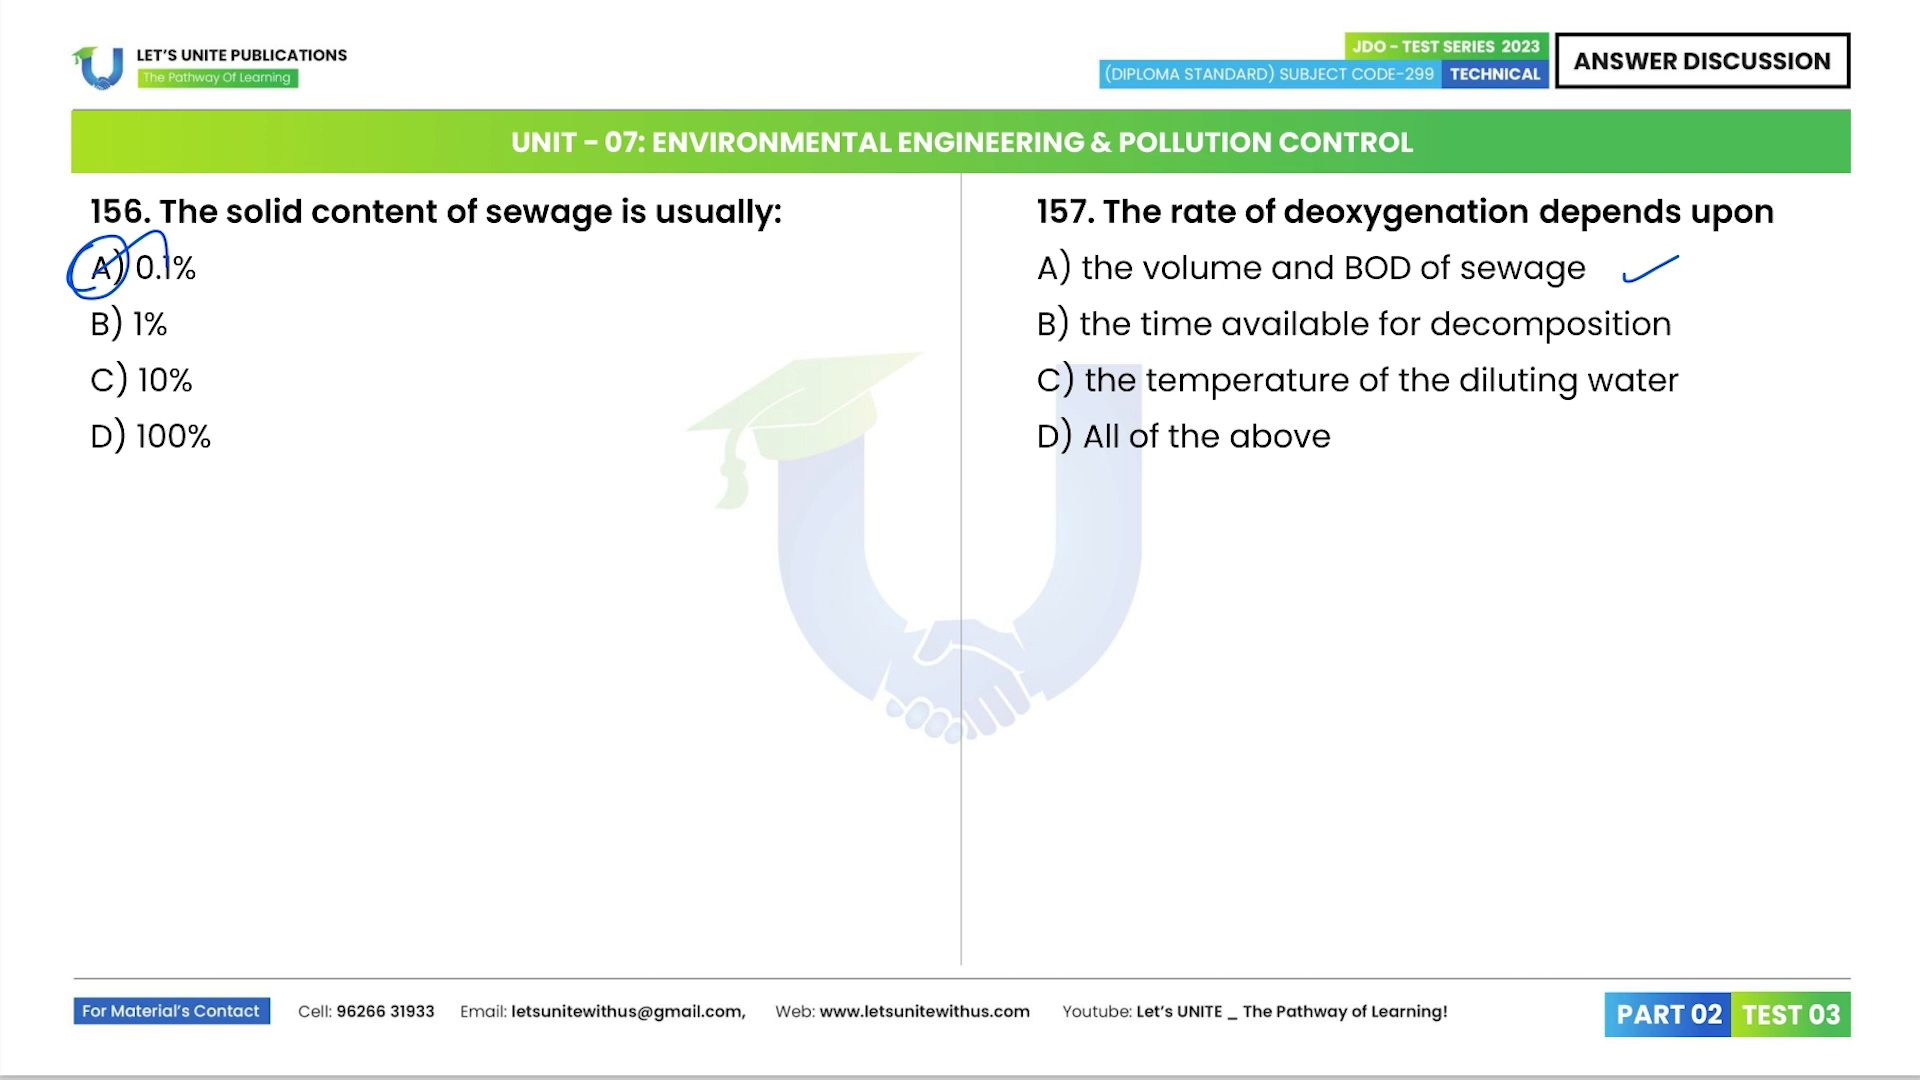 LET'S UNITE PUBLICATIONS
The Pathway Of Learning
JDO - TEST SERIES 2023
(DIPLOMA STANDARD) SUBJECT CODE-299 TECHNICAL
ANSWER DISCUSSION
UNIT - 07: ENVIRONMENTAL ENGINEERING & POLLUTION CONTROL
156. The solid content of sewage is usually:
A) 0.1%
B) 1%
C) 10%
D) 100%
157. The rate of deoxygenation depends upon
A) the volume and BOD of sewage
B) the time available for decomposition
C) the temperature of the diluting water
D) All of the above
For Material's Contact Cell: 96266 31933 Email: letsunitewithus@gmail.com, Web: www.letsunitewithus.com Youtube: Let's UNITE _ The Pathway of Learning!
PART 02 TEST 03